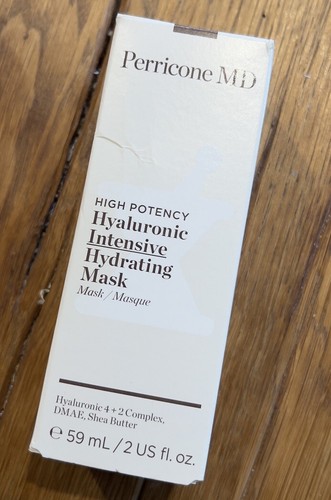 Perricone MD
HIGH POTENCY
Hyaluronic
Intensive
Hydrating
Mask
Mask / Masque
Hyaluronic 4 + 2 Complex,
DMAE, Shea Butter
℮ 59 mL / 2 US fl. oz.